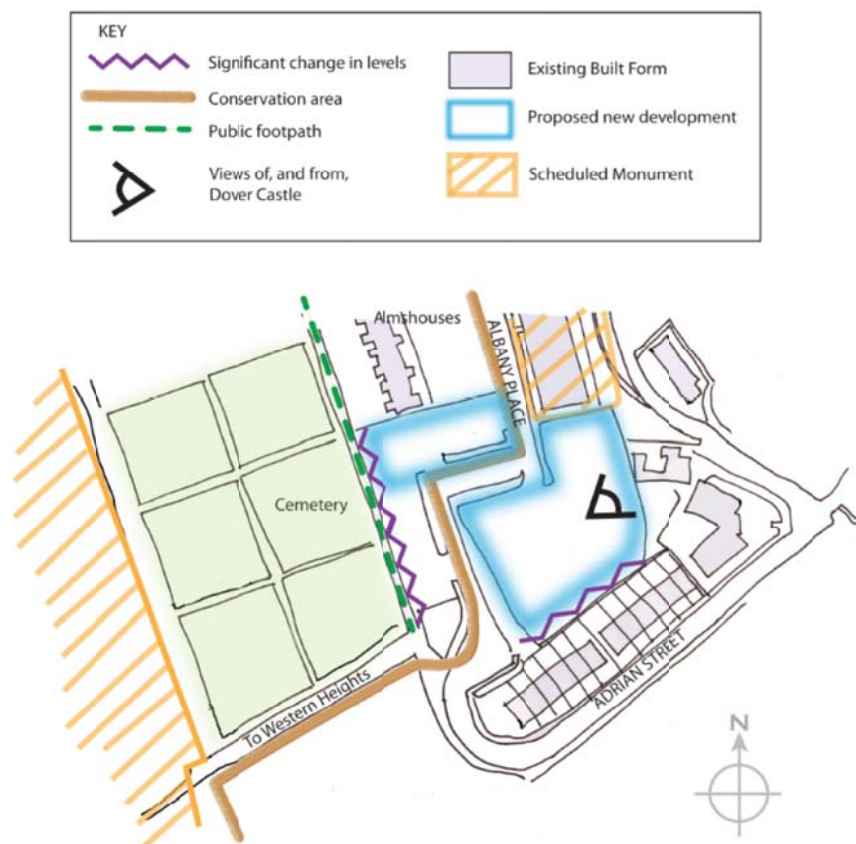 KEY
Significant change in levels
Conservation area
Public footpath
Views of, and from,
Dover Castle
Existing Built Form
Proposed new development
Scheduled Monument
Almshouses
ALBANY PLACE
Cemetery
To Western Heights
ADRIAN STREET
N